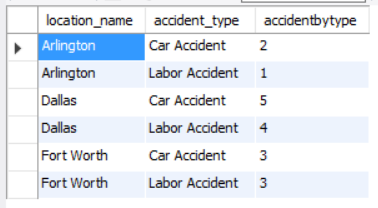 location_name accident_type accidentbytype
Arlington Car Accident 2
Arlington Labor Accident 1
Dallas Car Accident 5
Dallas Labor Accident 4
Fort Worth Car Accident 3
Fort Worth Labor Accident 3